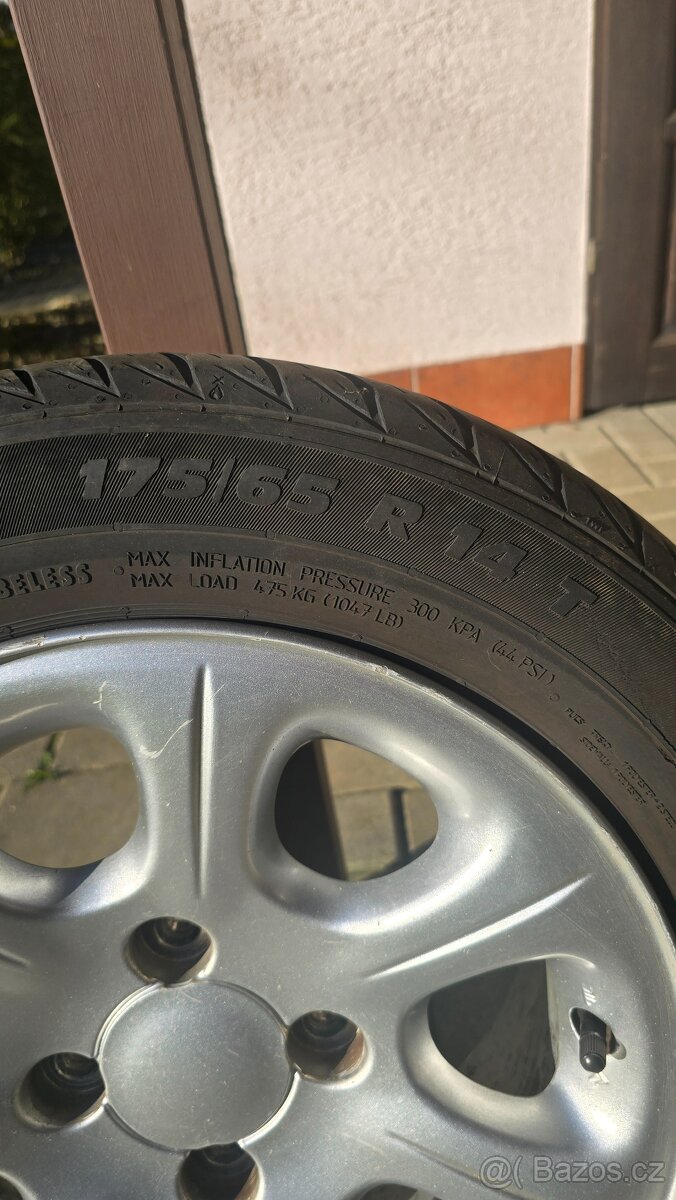 175/65 R 14 T
BELESS
MAX INFLATION PRESSURE 300 KPA (44 PSI)
MAX LOAD 475 KG (1047 LB)
@( Bazos.cz